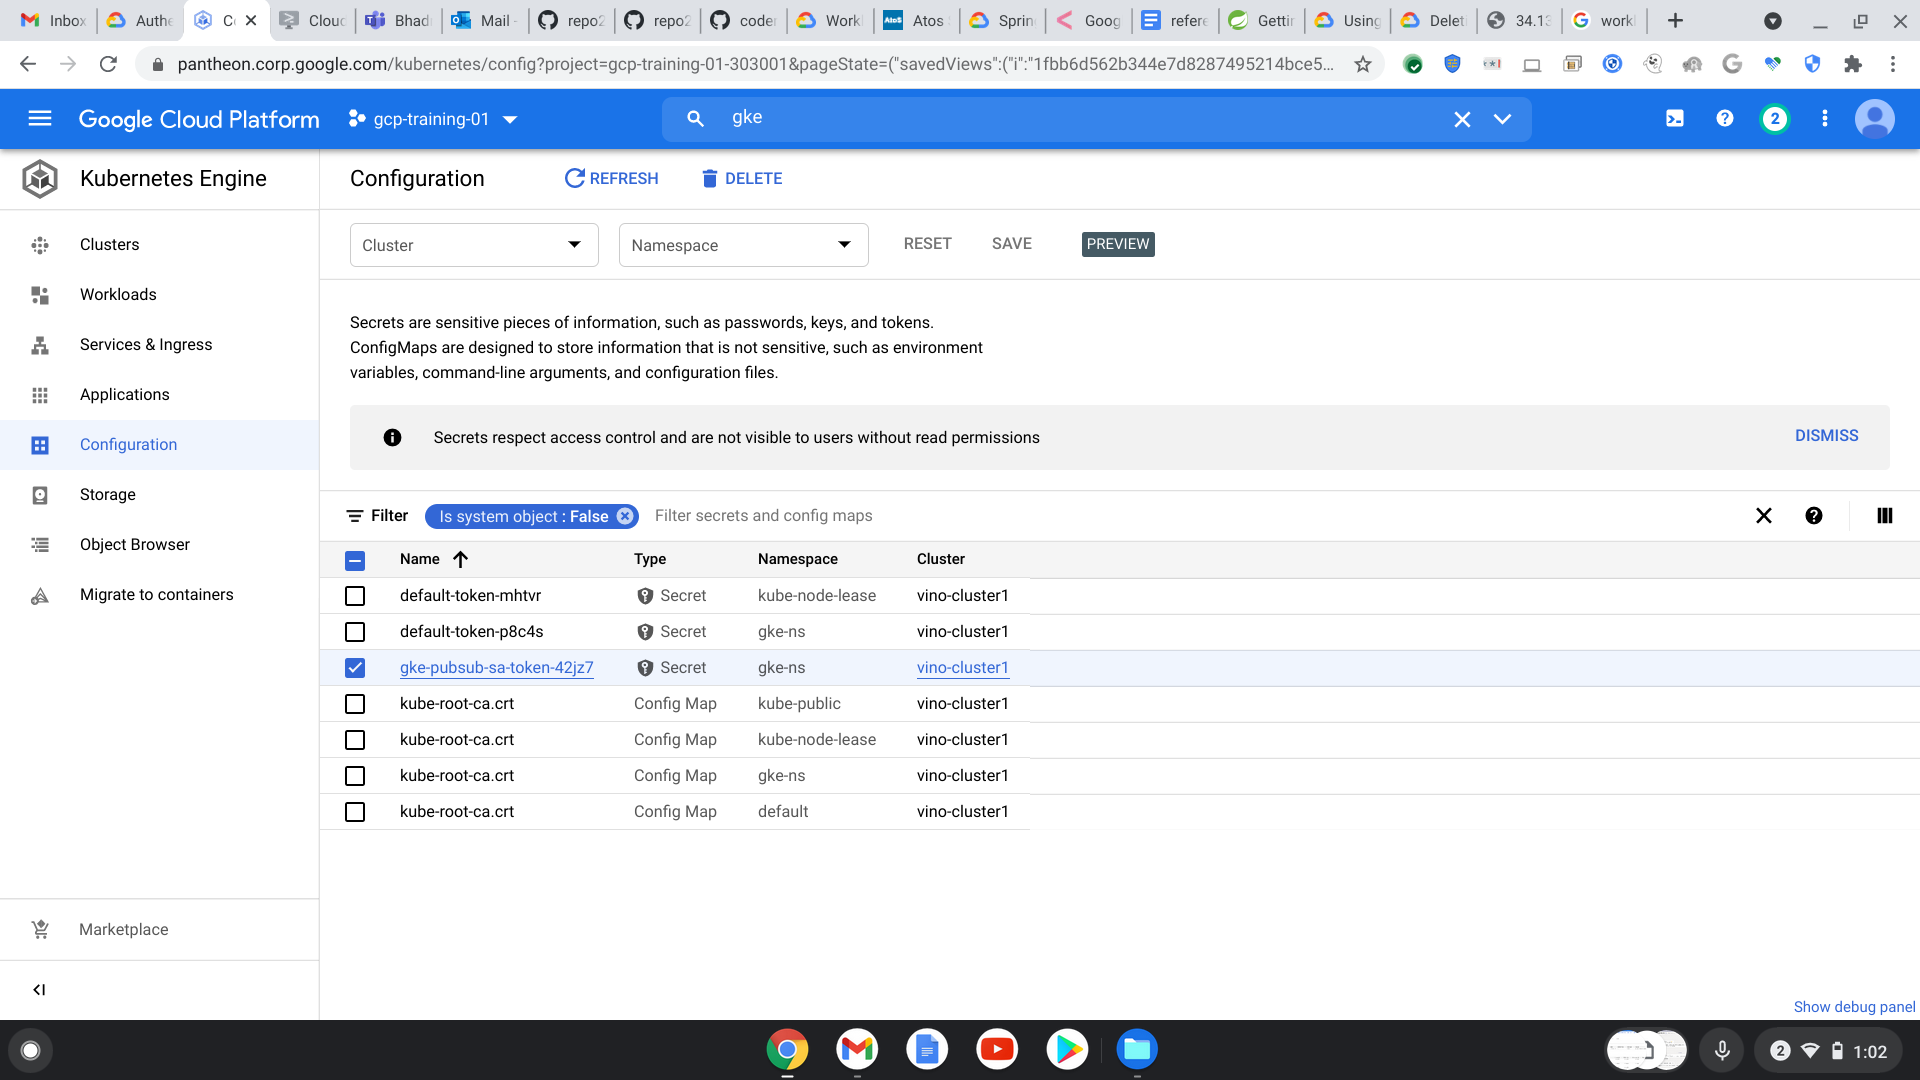 Inbox
Authe
Co
Cloud
Bhad
Mail -
repo2
repo2
coder
Workl
AtoS
Atos S
Sprin
Goog
refere
Gettin
Using
Deleti
34.13
workl
pantheon.corp.google.com/kubernetes/config?project=gcp-training-01-303001&pageState=("savedViews":("i":"1fbb6d562b344e7d8287495214bce5...
Google Cloud Platform
gcp-training-01
gke
2
Kubernetes Engine
Configuration
REFRESH
DELETE
Clusters
Workloads
Services & Ingress
Applications
Configuration
Storage
Object Browser
Migrate to containers
Marketplace
Cluster
Namespace
RESET
SAVE
PREVIEW
Secrets are sensitive pieces of information, such as passwords, keys, and tokens.
ConfigMaps are designed to store information that is not sensitive, such as environment
variables, command-line arguments, and configuration files.
Secrets respect access control and are not visible to users without read permissions
DISMISS
Filter
Is system object : False
Filter secrets and config maps
Name Type Namespace Cluster
default-token-mhtvr Secret kube-node-lease vino-cluster1
default-token-p8c4s Secret gke-ns vino-cluster1
gke-pubsub-sa-token-42jz7 Secret gke-ns vino-cluster1
kube-root-ca.crt Config Map kube-public vino-cluster1
kube-root-ca.crt Config Map kube-node-lease vino-cluster1
kube-root-ca.crt Config Map gke-ns vino-cluster1
kube-root-ca.crt Config Map default vino-cluster1
Show debug panel
2
1:02